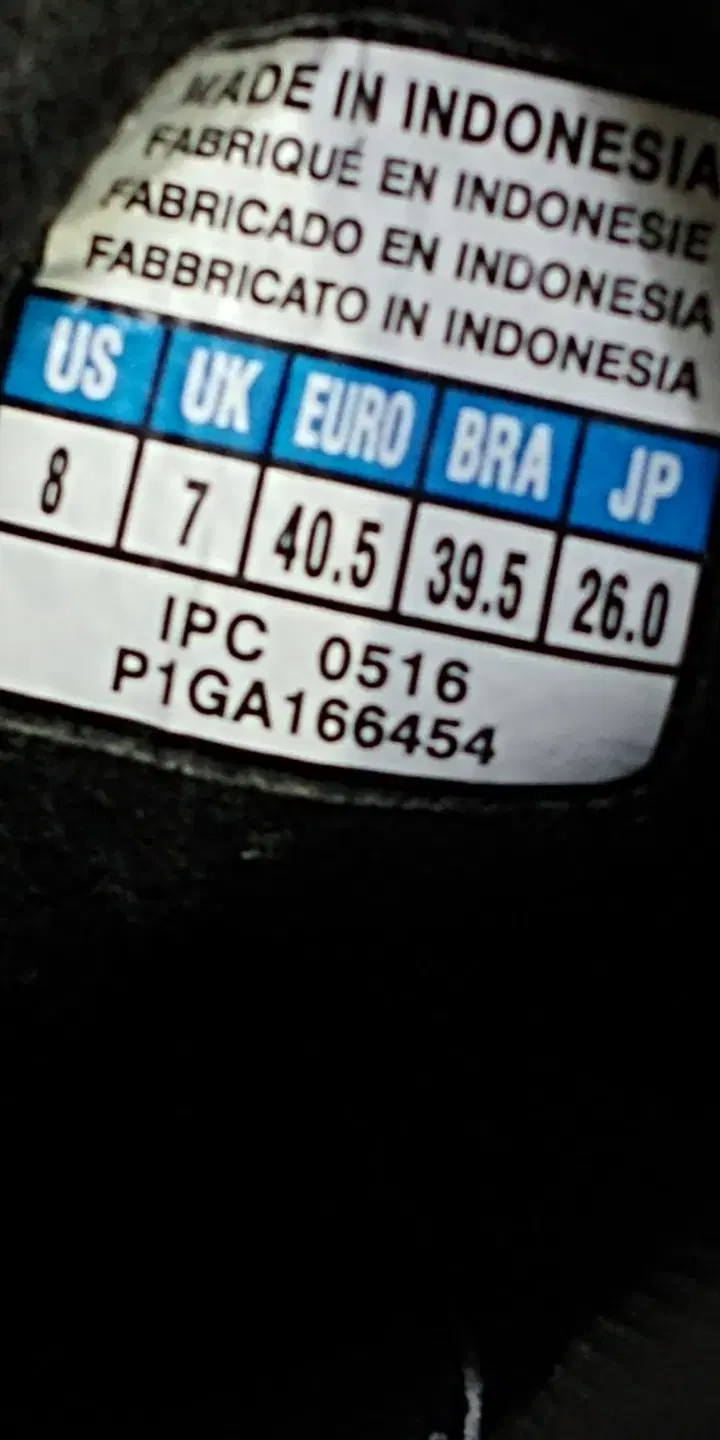 MADE IN INDONESIA
FABRIQUÉ EN INDONESIE
FABRICADO EN INDONESIA
FABBRICATO IN INDONESIA
US UK EURO BRA JP
8 7 40.5 39.5 26.0
IPC 0516
P1GA166454